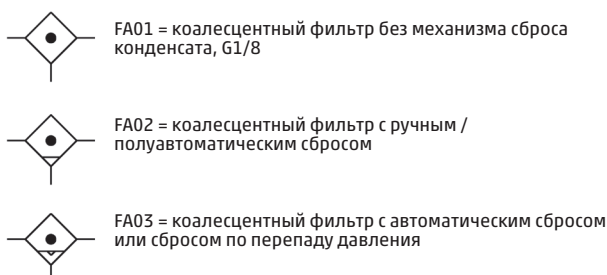 FA01 = коалесцентный фильтр без механизма сброса
конденсата, G1/8
FA02 = коалесцентный фильтр с ручным /
полуавтоматическим сбросом
FA03 = коалесцентный фильтр с автоматическим сбросом
или сбросом по перепаду давления